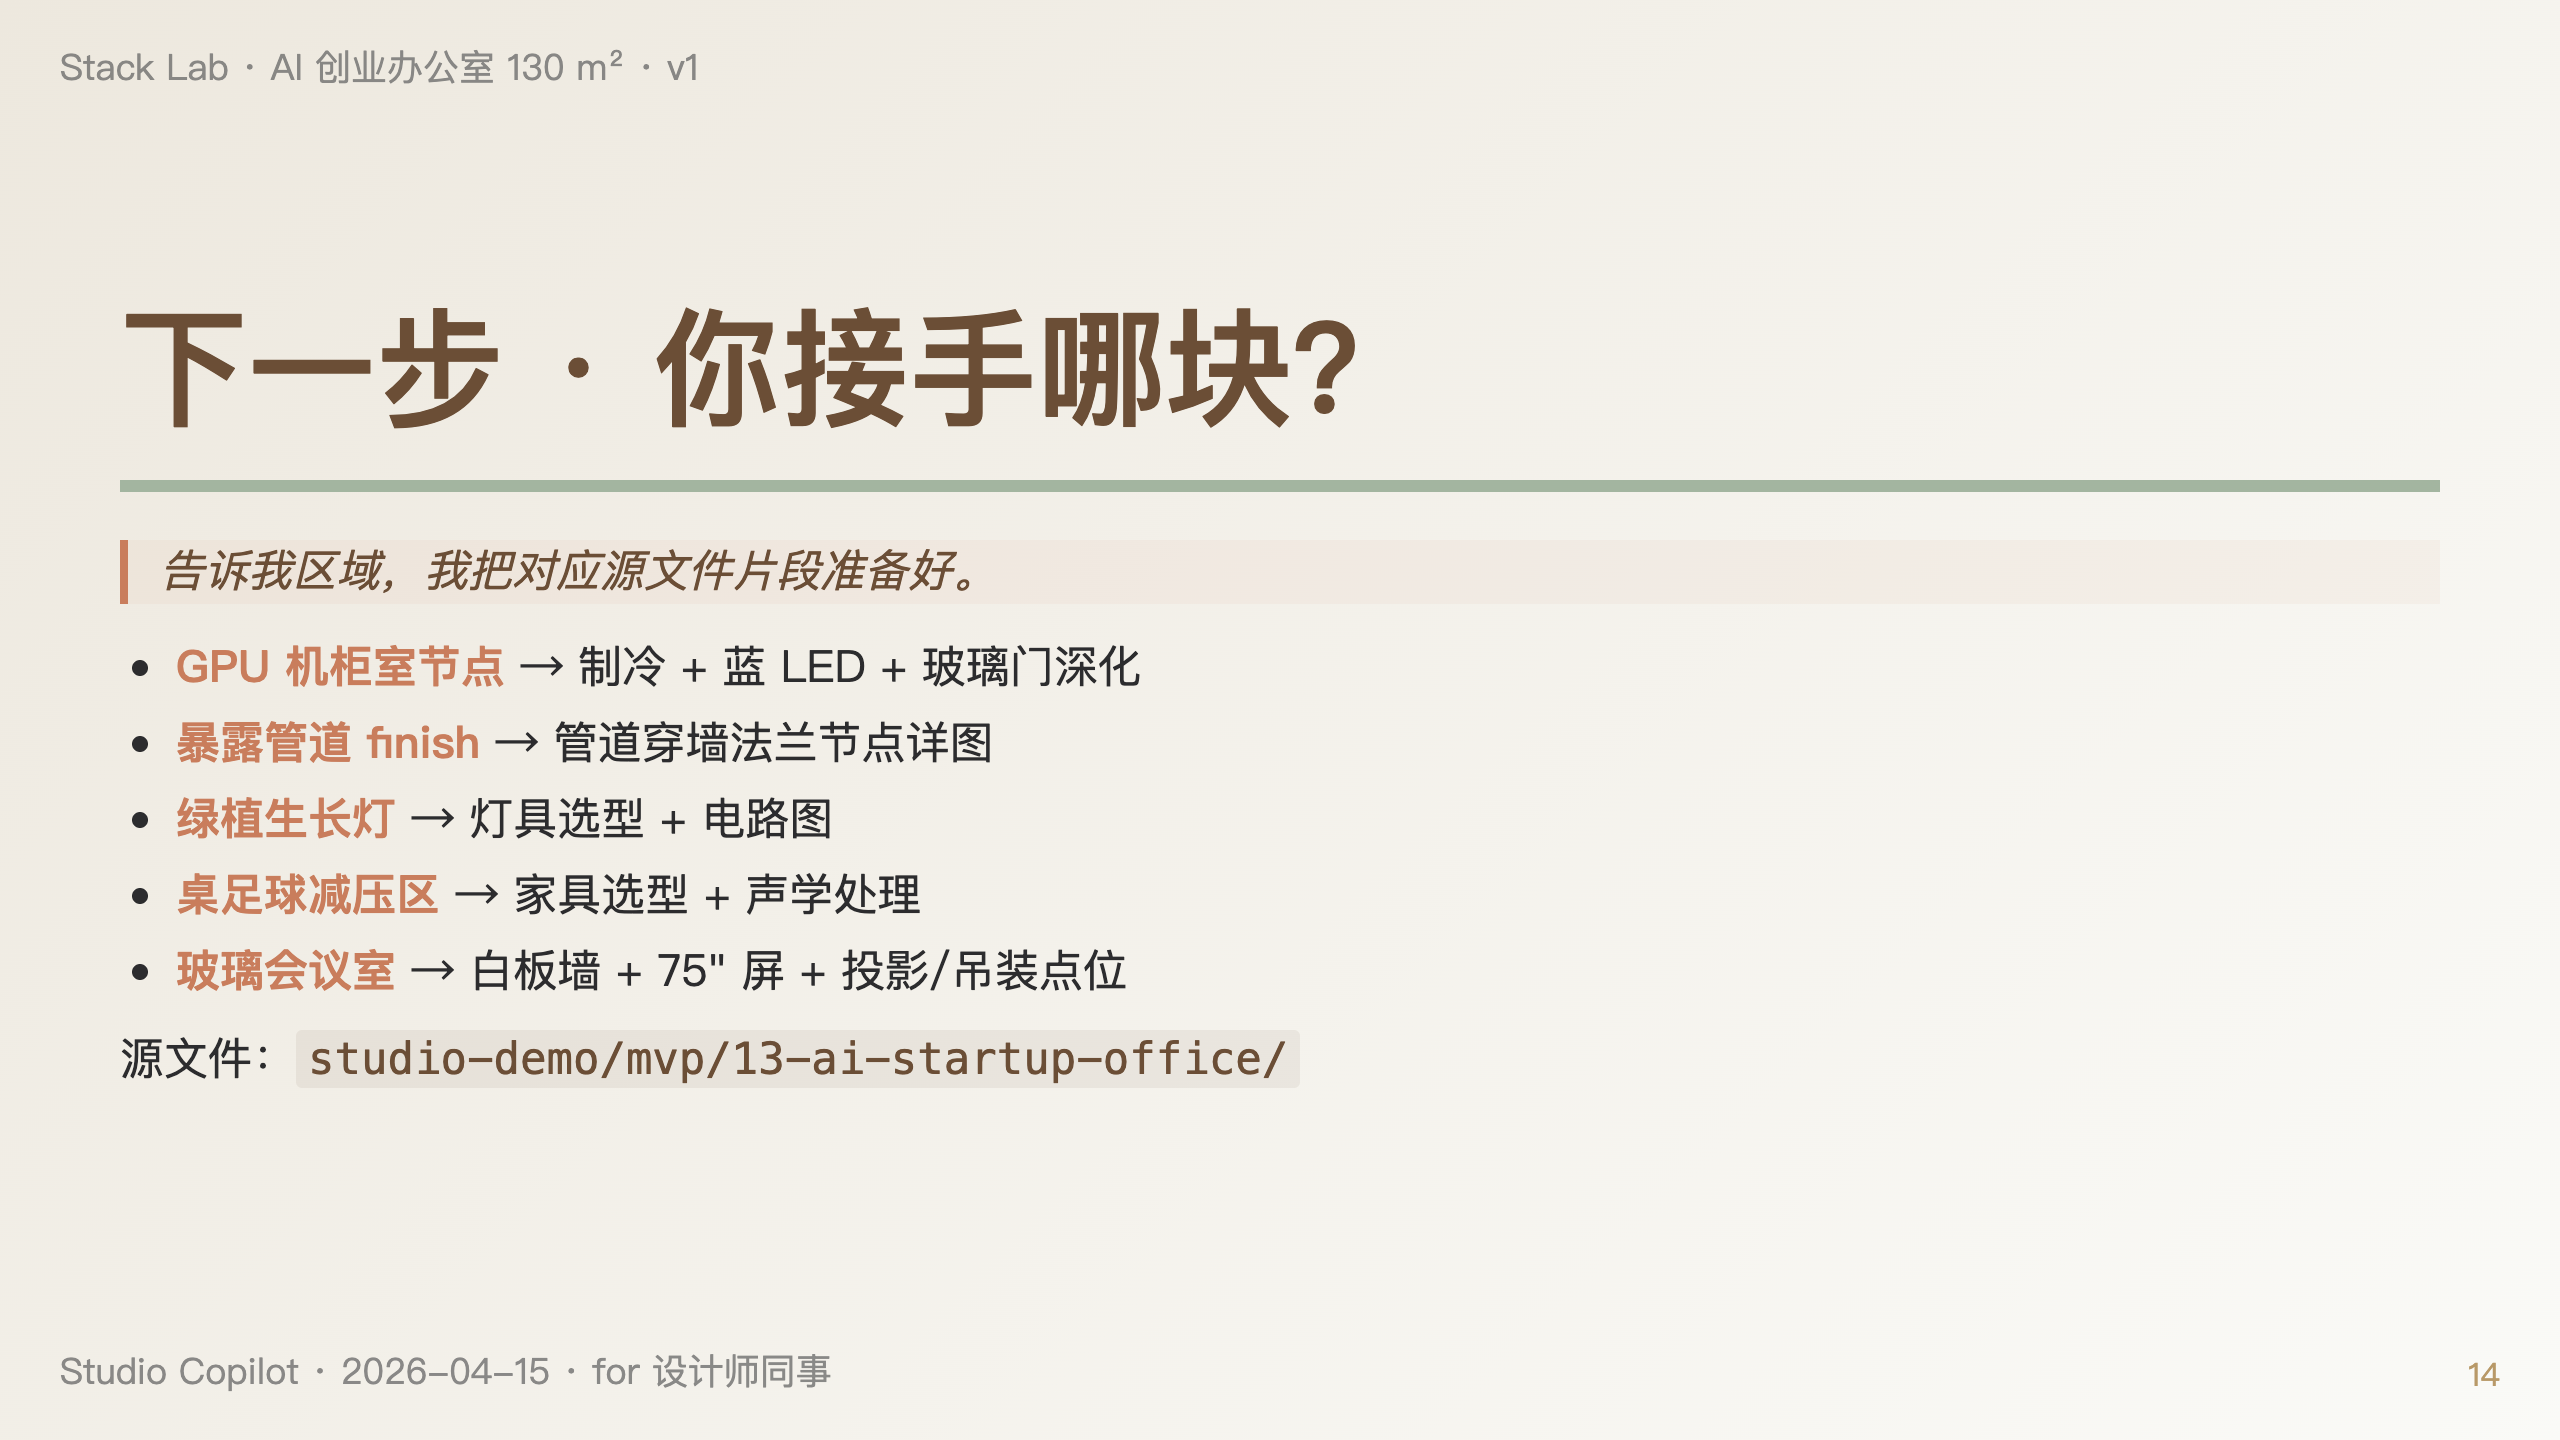 Stack Lab · AI 创业办公室 130 m² · v1
下一步 · 你接手哪块?
告诉我区域，我把对应源文件片段准备好。
• GPU 机柜室节点 → 制冷 + 蓝 LED + 玻璃门深化
• 暴露管道 finish → 管道穿墙法兰节点详图
• 绿植生长灯 → 灯具选型 + 电路图
• 桌足球减压区 → 家具选型 + 声学处理
• 玻璃会议室 → 白板墙 + 75" 屏 + 投影/吊装点位
源文件：studio-demo/mvp/13-ai-startup-office/
Studio Copilot · 2026-04-15 · for 设计师同事
14